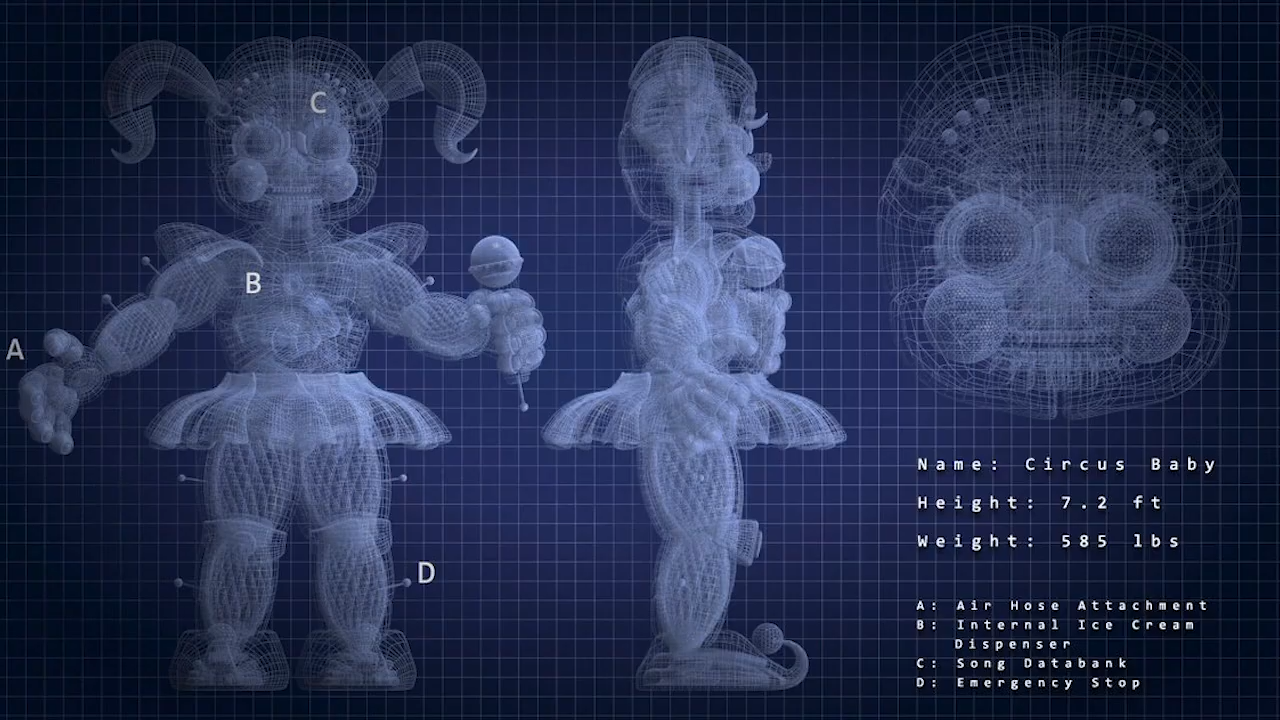 C
B
A
D
Name: Circus Baby
Height: 7.2 ft
Weight: 585 lbs
A: Air Hose Attachment
B: Internal Ice Cream
Dispenser
C: Song Databank
D: Emergency Stop